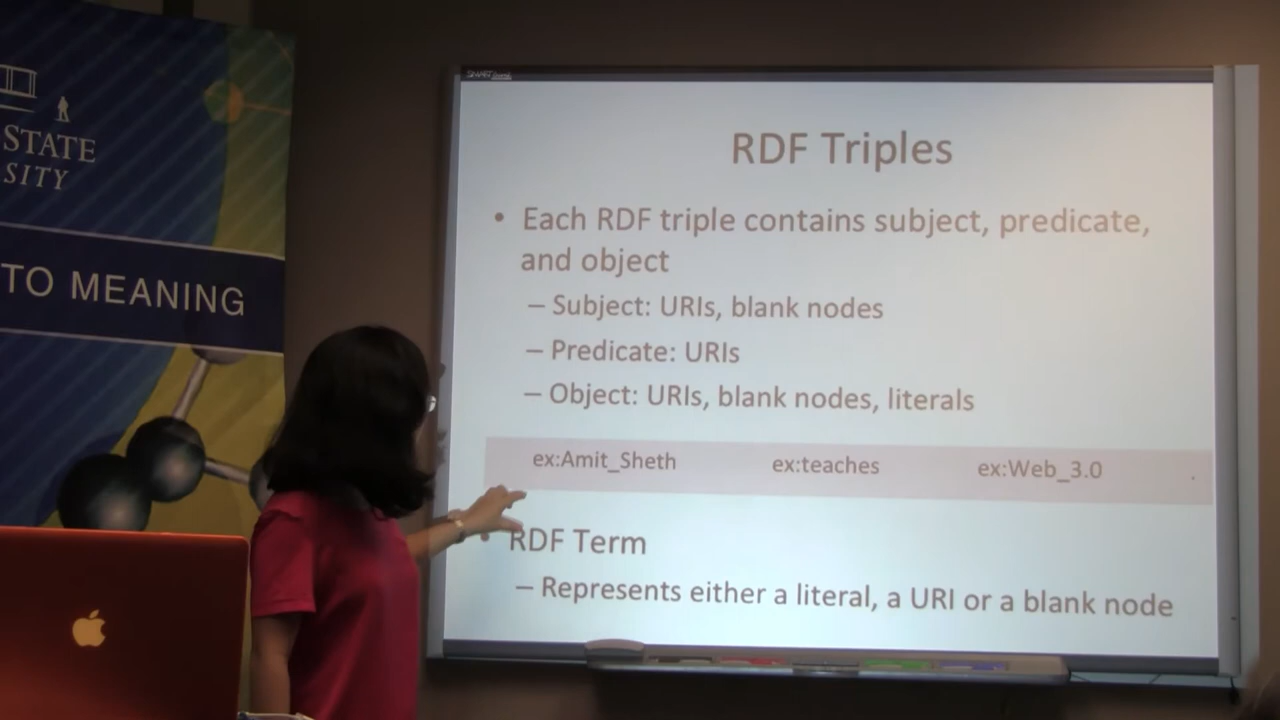 STATE
SITY
TO MEANING
RDF Triples
• Each RDF triple contains subject, predicate,
and object
– Subject: URIs, blank nodes
– Predicate: URIs
– Object: URIs, blank nodes, literals
ex:Amit_Sheth ex:teaches ex:Web_3.0 .
RDF Term
– Represents either a literal, a URI or a blank node